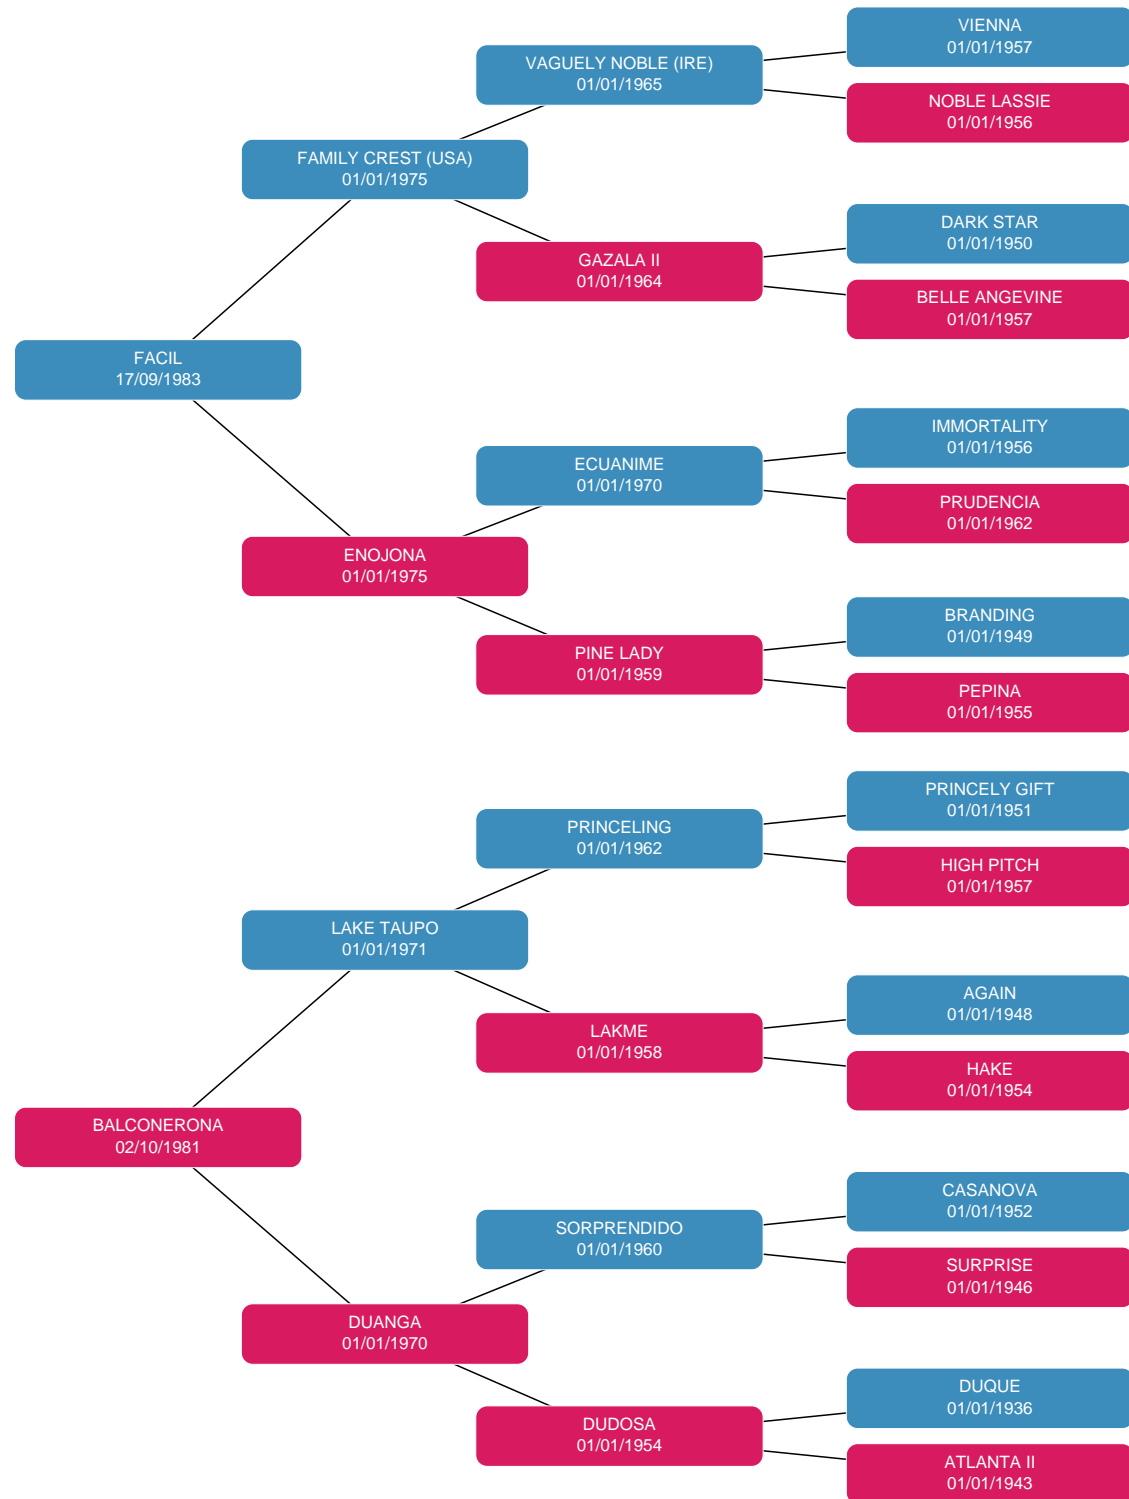 VIENNA
01/01/1957
VAGUELY NOBLE (IRE)
01/01/1965
NOBLE LASSIE
01/01/1956
FAMILY CREST (USA)
01/01/1975
DARK STAR
01/01/1950
GAZALA II
01/01/1964
BELLE ANGEVINE
01/01/1957
FACIL
17/09/1983
IMMORTALITY
01/01/1956
ECUANIME
01/01/1970
PRUDENCIA
01/01/1962
ENOJONA
01/01/1975
BRANDING
01/01/1949
PINE LADY
01/01/1959
PEPINA
01/01/1955
PRINCELY GIFT
01/01/1951
PRINCELING
01/01/1962
HIGH PITCH
01/01/1957
LAKE TAUPO
01/01/1971
AGAIN
01/01/1948
LAKME
01/01/1958
HAKE
01/01/1954
BALCONERONA
02/10/1981
CASANOVA
01/01/1952
SORPRENDIDO
01/01/1960
SURPRISE
01/01/1946
DUANGA
01/01/1970
DUQUE
01/01/1936
DUDOSA
01/01/1954
ATLANTA II
01/01/1943